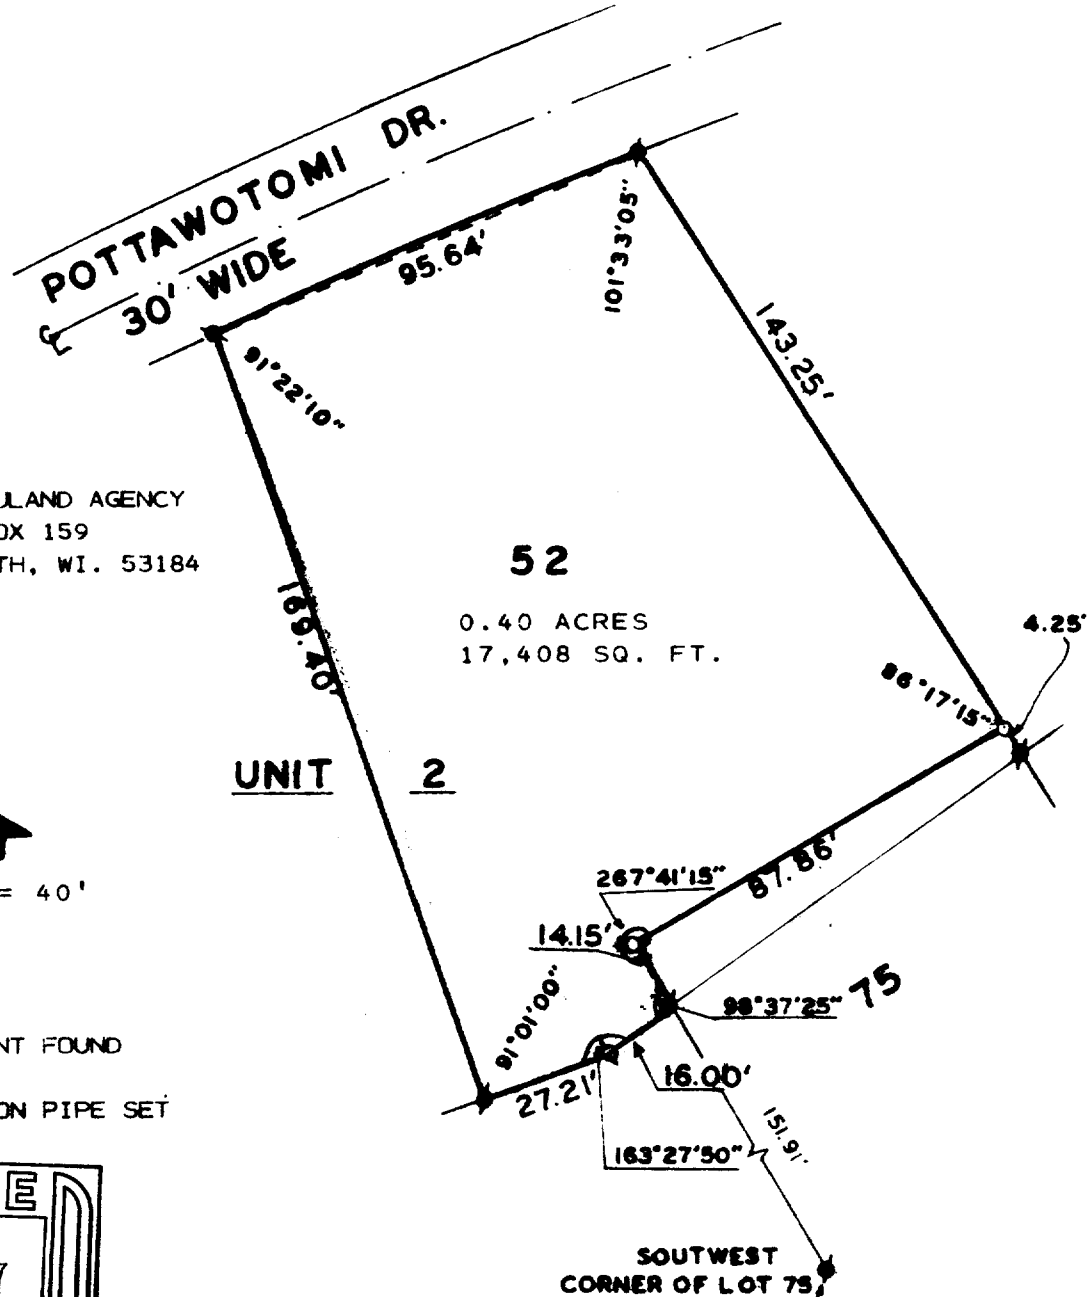 POTTAWOTOMI DR.
30' WIDE
95.64'
101°33'05"
91°22'10"
143.25'
ULAND AGENCY
OX 159
TH, WI. 53184
169.40'
52
0.40 ACRES
17,408 SQ. FT.
4.25'
86°17'15"
UNIT 2
= 40'
87.86'
267°41'15"
14.15'
98°37'25"
75
91°01'00"
16.00'
27.21'
163°27'50"
151.91'
NT FOUND
ON PIPE SET
E
SOUTWEST
CORNER OF LOT 75